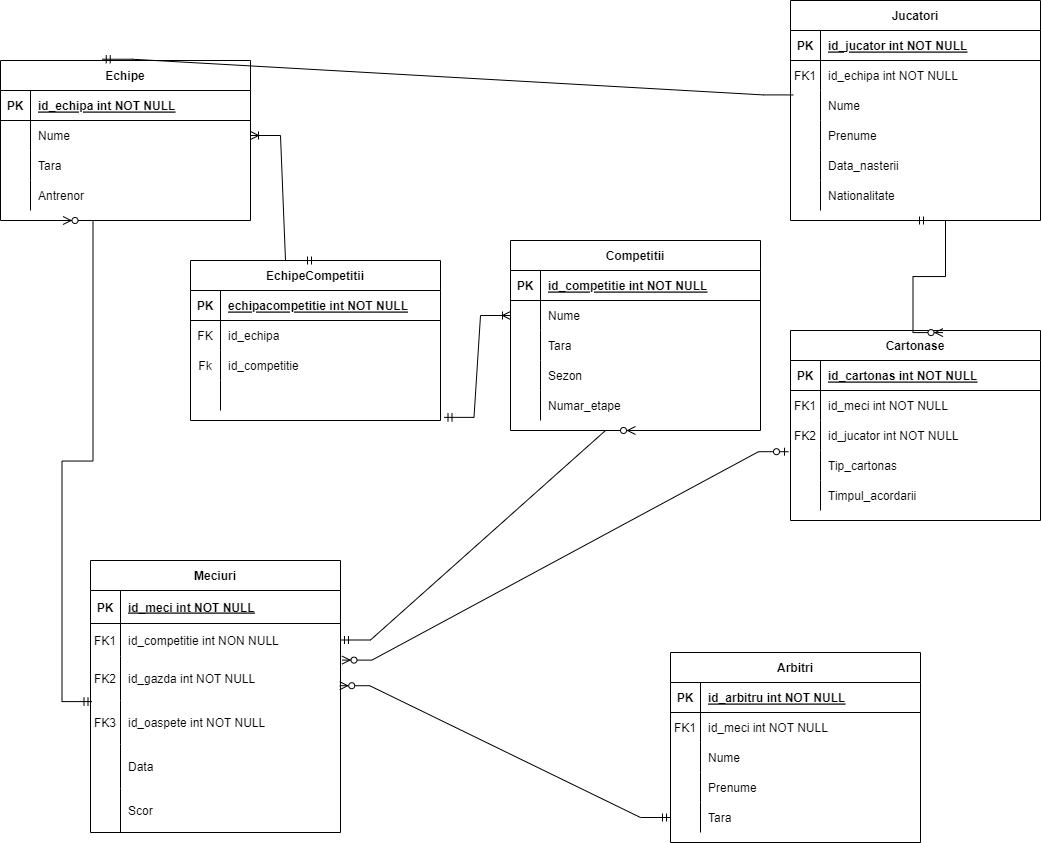 Jucatori
PK id_jucator int NOT NULL
FK1 id_echipa int NOT NULL
Nume
Prenume
Data_nasterii
Nationalitate
Echipe
PK id_echipa int NOT NULL
Nume
Tara
Antrenor
EchipeCompetitii
PK echipacompetitie int NOT NULL
FK id_echipa
Fk id_competitie
Competitii
PK id_competitie int NOT NULL
Nume
Tara
Sezon
Numar_etape
Cartonase
PK id_cartonas int NOT NULL
FK1 id_meci int NOT NULL
FK2 id_jucator int NOT NULL
Tip_cartonas
Timpul_acordarii
Meciuri
PK id_meci int NOT NULL
FK1 id_competitie int NON NULL
FK2 id_gazda int NOT NULL
FK3 id_oaspete int NOT NULL
Data
Scor
Arbitri
PK id_arbitru int NOT NULL
FK1 id_meci int NOT NULL
Nume
Prenume
Tara